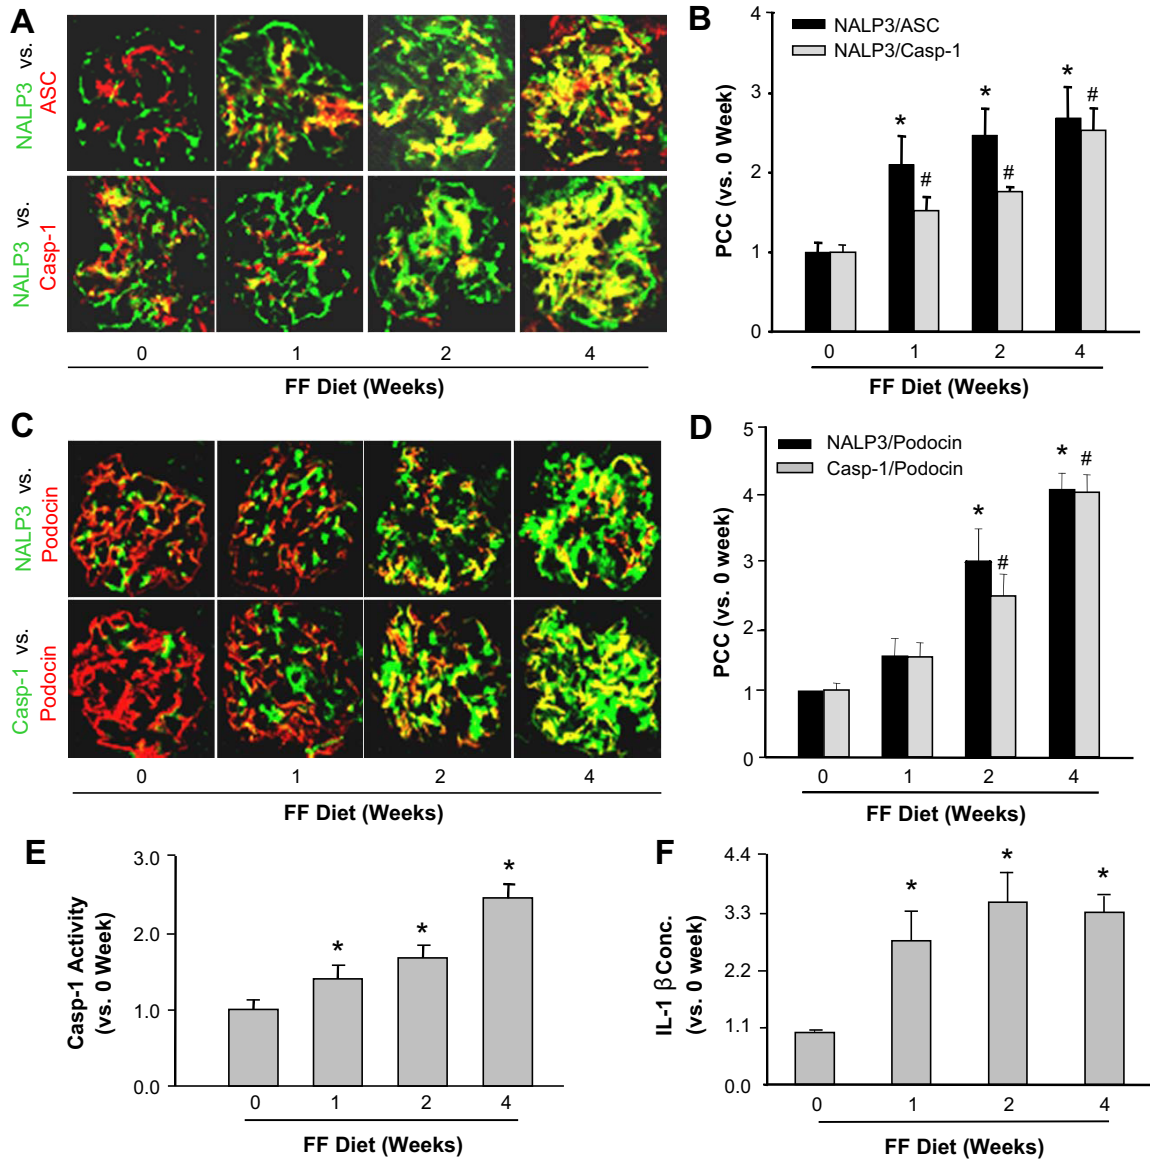 A
NALP3 vs.
ASC
NALP3 vs.
Casp-1
0 1 2 4
FF Diet (Weeks)
B
NALP3/ASC
NALP3/Casp-1
PCC (vs. 0 Week)
4
3
2
1
0
* # * # * #
0 1 2 4
FF Diet (Weeks)
C
NALP3 vs.
Podocin
Casp-1 vs.
Podocin
0 1 2 4
FF Diet (Weeks)
D
NALP3/Podocin
Casp-1/Podocin
PCC (vs. 0 week)
5
4
3
2
1
0
* # * #
0 1 2 4
FF Diet (Weeks)
E
Casp-1 Activity
(vs. 0 Week)
3.0
2.0
1.0
0.0
* * *
0 1 2 4
FF Diet (Weeks)
F
IL-1 β Conc.
(vs. 0 week)
4.4
3.3
2.2
1.1
0.0
* * *
0 1 2 4
FF Diet (Weeks)